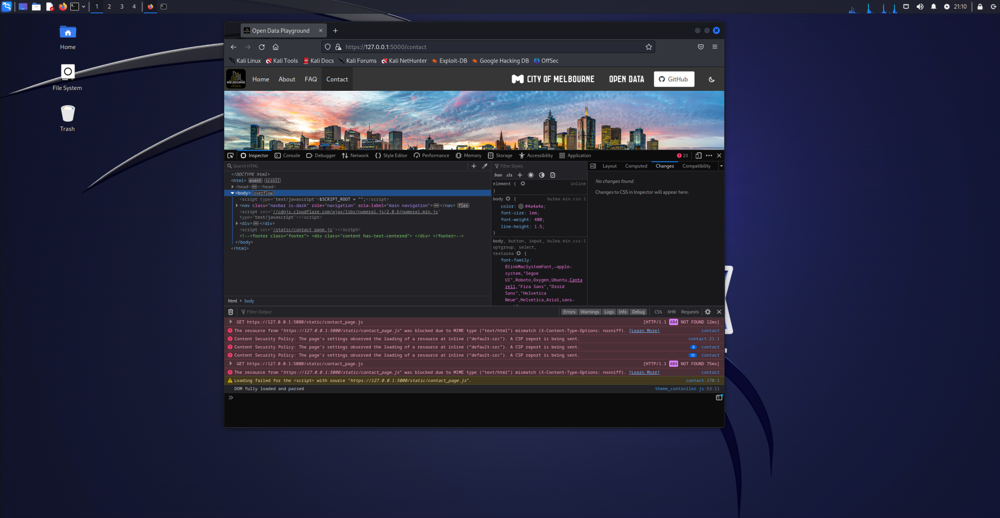 1 2 3 4
21:10
Home
File System
Trash
Open Data Playground
https://127.0.0.1:5000/contact
Kali Linux Kali Tools Kali Docs Kali Forums Kali NetHunter Exploit-DB Google Hacking DB OffSec
MELBOURNE
Home About FAQ Contact CITY OF MELBOURNE OPEN DATA GitHub
Inspector Console Debugger Network Style Editor Performance Memory Storage Accessibility Application 23
Search HTML
<!DOCTYPE html>
<html> event scroll
<head> </head>
<body> overflow
<script type="text/javascript">$SCRIPT_ROOT = "";</script>
<nav class="navbar is-dark" role="navigation" aria-label="main navigation"> </nav> flex
<script src="//cdnjs.cloudflare.com/ajax/libs/numeral.js/2.0.6/numeral.min.js"
type="text/javascript"></script>
<div> </div>
<script src="/static/contact_page.js"></script>
<!--<footer class="footer"> <div class="content has-text-centered"> </div> </footer>-->
</body>
</html>
html > body
Filter Styles
:hov .cls
element { inline
}
body { bulma.min.css:1
color: #4a4a4a;
font-size: 1em;
font-weight: 400;
line-height: 1.5;
}
body, button, input, bulma.min.css:1
optgroup, select,
textarea {
font-family:
BlinkMacSystemFont,-apple-
system,"Segoe
UI",Roboto,Oxygen,Ubuntu,Canta
rell,"Fira Sans","Droid
Sans","Helvetica
Neue",Helvetica,Arial,sans-
Layout Computed Changes Compatibility
No changes found.
Changes to CSS in Inspector will appear here.
Filter Output Errors Warnings Logs Info Debug CSS XHR Requests
GET https://127.0.0.1:5000/static/contact_page.js [HTTP/1.1 404 NOT FOUND 12ms]
The resource from “https://127.0.0.1:5000/static/contact_page.js” was blocked due to MIME type (“text/html”) mismatch (X-Content-Type-Options: nosniff). [Learn More] contact
Content Security Policy: The page’s settings observed the loading of a resource at inline (“default-src”). A CSP report is being sent. contact:21:1
Content Security Policy: The page’s settings observed the loading of a resource at inline (“default-src”). A CSP report is being sent. 8 contact
Content Security Policy: The page’s settings observed the loading of a resource at inline (“default-src”). A CSP report is being sent. 10 contact
GET https://127.0.0.1:5000/static/contact_page.js [HTTP/1.1 404 NOT FOUND 75ms]
The resource from “https://127.0.0.1:5000/static/contact_page.js” was blocked due to MIME type (“text/html”) mismatch (X-Content-Type-Options: nosniff). [Learn More] contact
Loading failed for the <script> with source “https://127.0.0.1:5000/static/contact_page.js”. contact:170:1
DOM fully loaded and parsed theme_controller.js:53:11